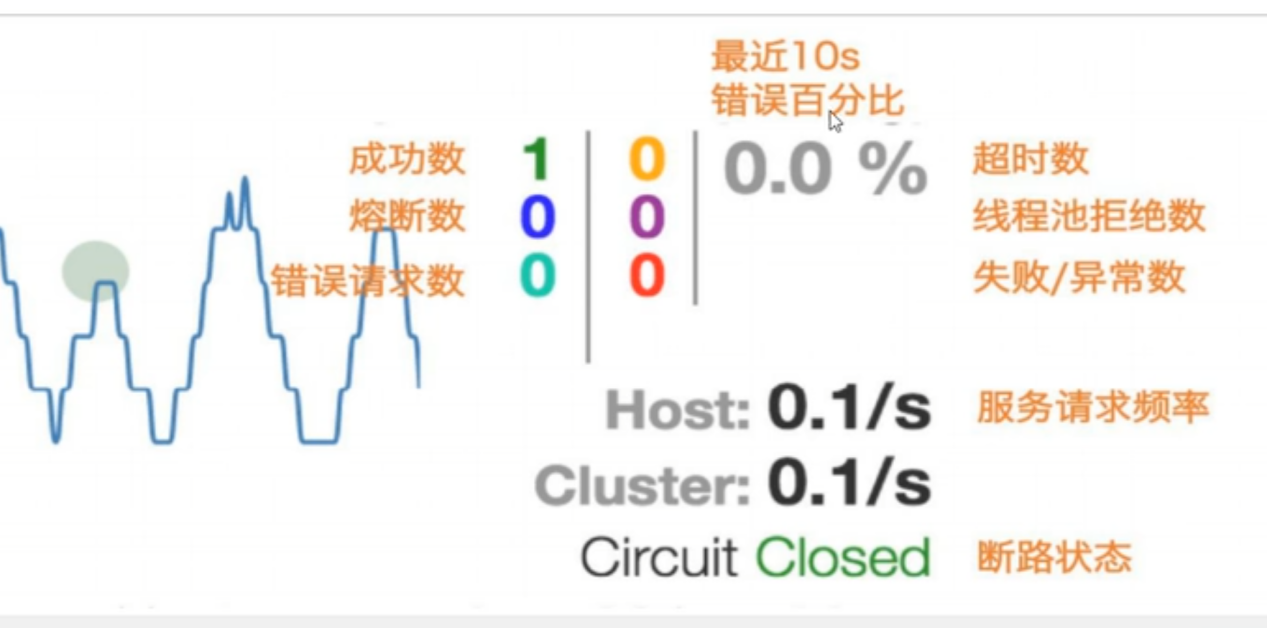 最近10s
错误百分比
成功数 1 0 0.0 % 超时数
熔断数 0 0 线程池拒绝数
错误请求数 0 0 失败/异常数
Host: 0.1/s 服务请求频率
Cluster: 0.1/s
Circuit Closed 断路状态